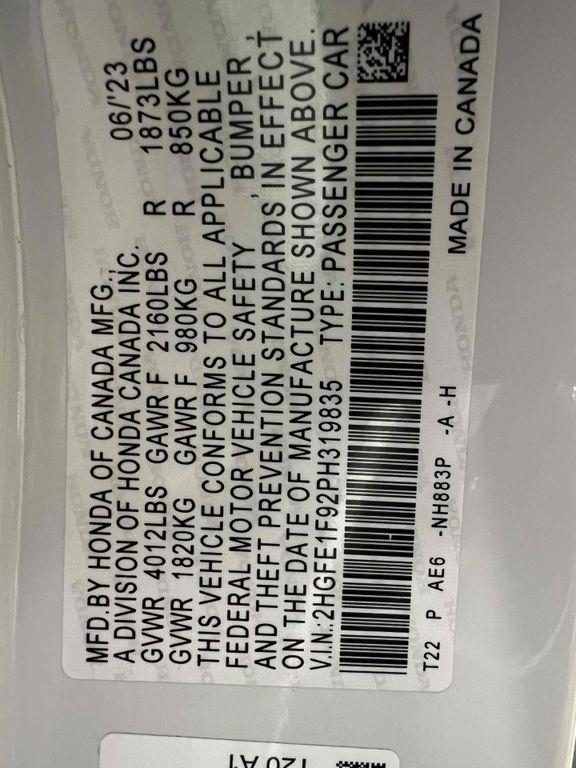 MFD.BY HONDA OF CANADA MFG., 06/'23
A DIVISION OF HONDA CANADA INC.
GVWR 4012LBS GAWR F 2160LBS R 1873LBS
GVWR 1820KG GAWR F 980KG R 850KG
THIS VEHICLE CONFORMS TO ALL APPLICABLE
FEDERAL MOTOR VEHICLE SAFETY , BUMPER ,
AND THEFT PREVENTION STANDARDS IN EFFECT
ON THE DATE OF MANUFACTURE SHOWN ABOVE.
V.I.N.:2HGFE1F92PH319835 TYPE: PASSENGER CAR
T22 P AE6 -NH883P -A -H MADE IN CANADA